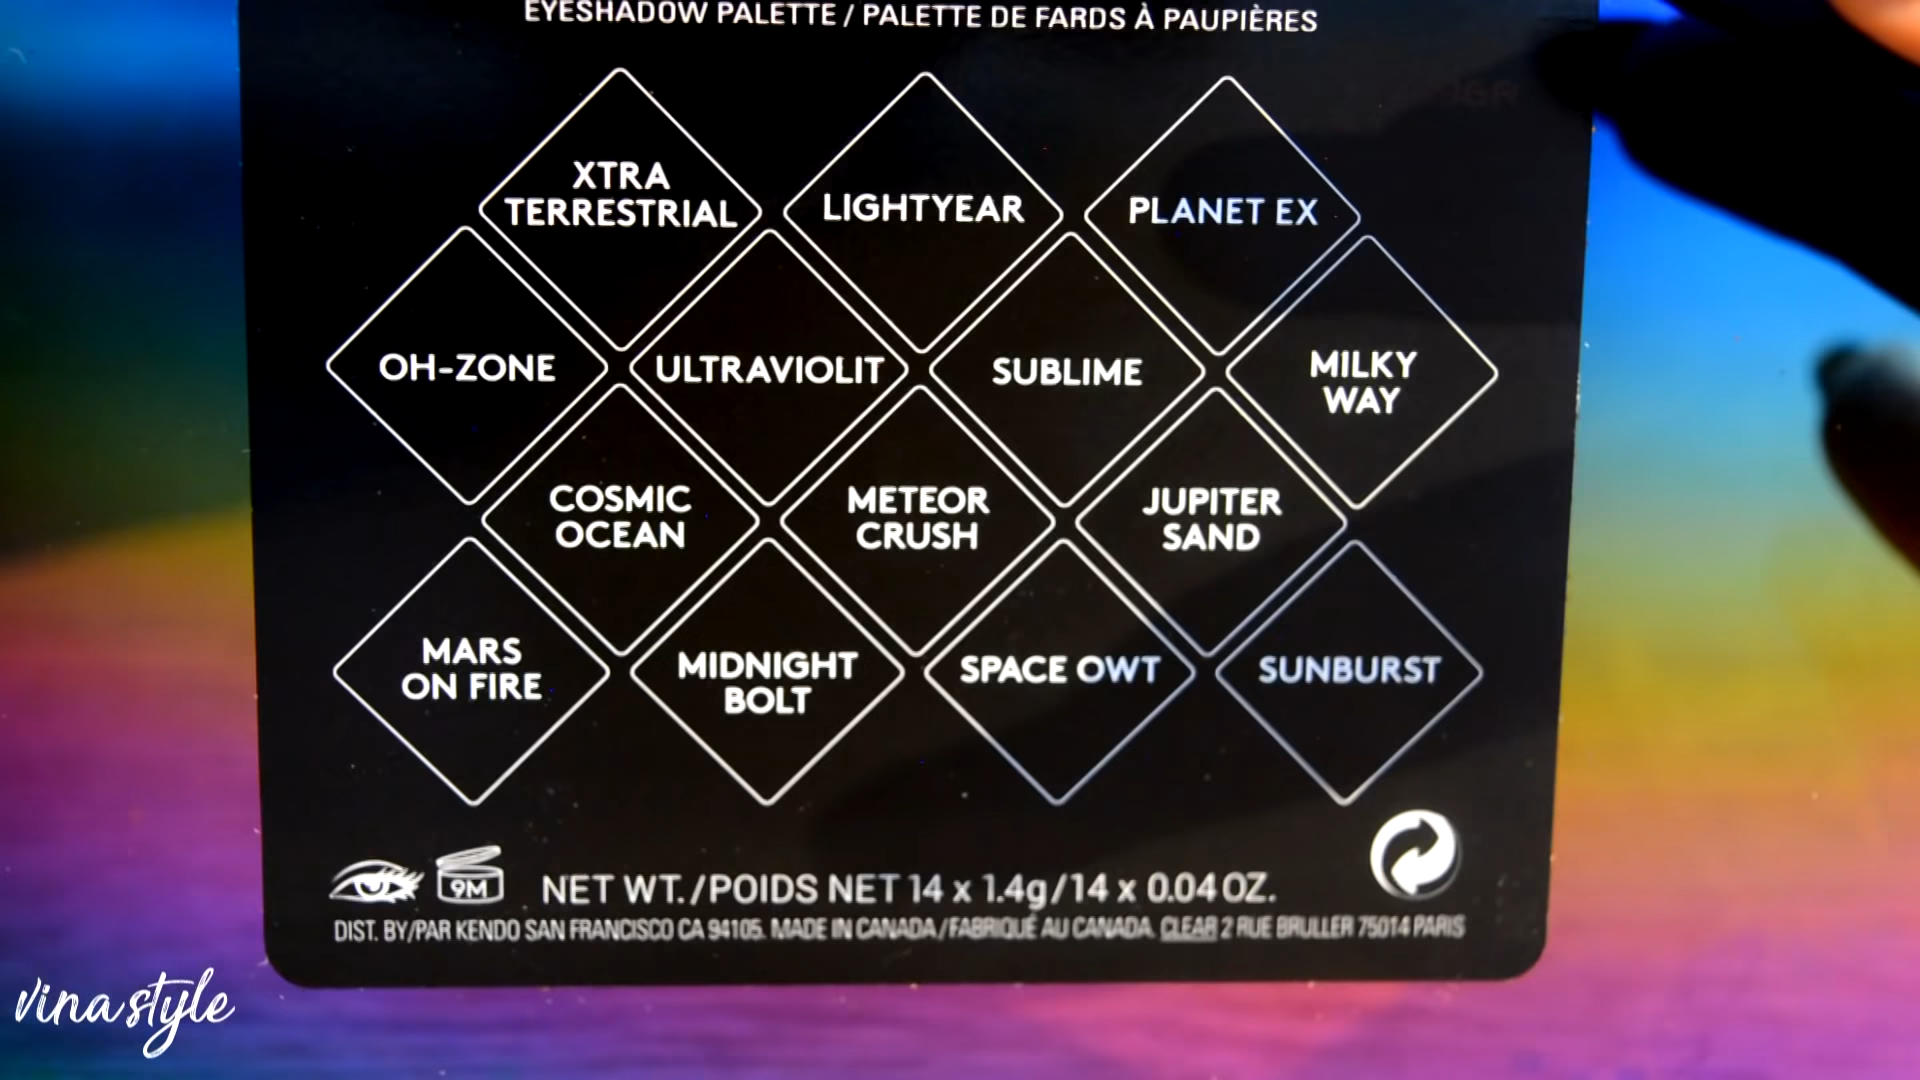 EYESHADOW PALETTE / PALETTE DE FARDS À PAUPIÈRES
XTRA
TERRESTRIAL
LIGHTYEAR
PLANET EX
OH-ZONE
ULTRAVIOLIT
SUBLIME
MILKY
WAY
COSMIC
OCEAN
METEOR
CRUSH
JUPITER
SAND
MARS
ON FIRE
MIDNIGHT
BOLT
SPACE OWT
SUNBURST
9M
NET WT./POIDS NET 14 x 1.4g/14 x 0.04 OZ.
DIST. BY/PAR KENDO SAN FRANCISCO CA 94105. MADE IN CANADA/FABRIQUÉ AU CANADA. CLEAR 2 RUE BRULLER 75014 PARIS
vina style